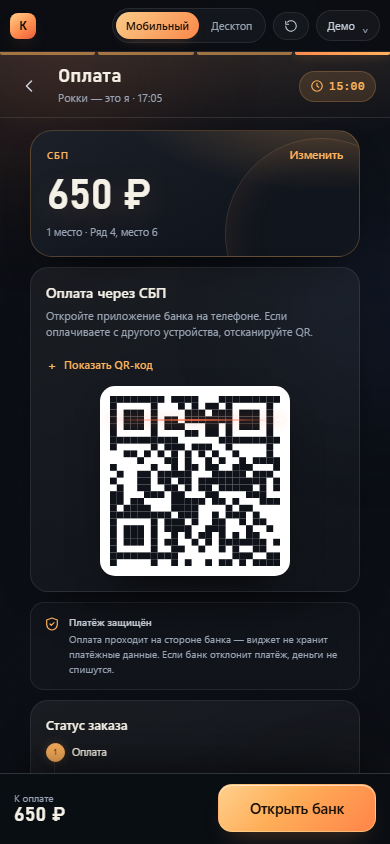 K
Мобильный
Десктоп
Демо
Оплата
Рокки — это я · 17:05
15:00
СБП
Изменить
650 ₽
1 место · Ряд 4, место 6
Оплата через СБП
Откройте приложение банка на телефоне. Если
оплачиваете с другого устройства, отсканируйте QR.
+ Показать QR-код
Платёж защищён
Оплата проходит на стороне банка — виджет не хранит
платёжные данные. Если банк отклонит платёж, деньги не
спишутся.
Статус заказа
1 Оплата
К оплате
650 ₽
Открыть банк